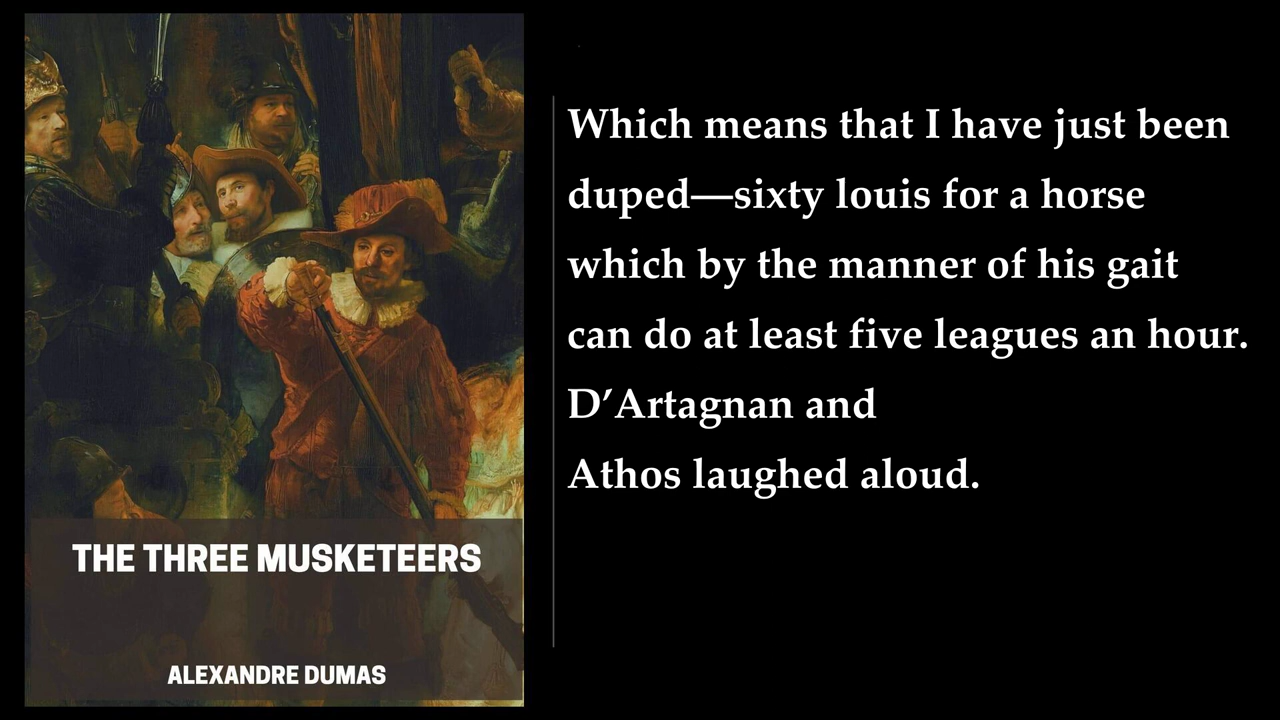 THE THREE MUSKETEERS
ALEXANDRE DUMAS
Which means that I have just been
duped—sixty louis for a horse
which by the manner of his gait
can do at least five leagues an hour.
D’Artagnan and
Athos laughed aloud.